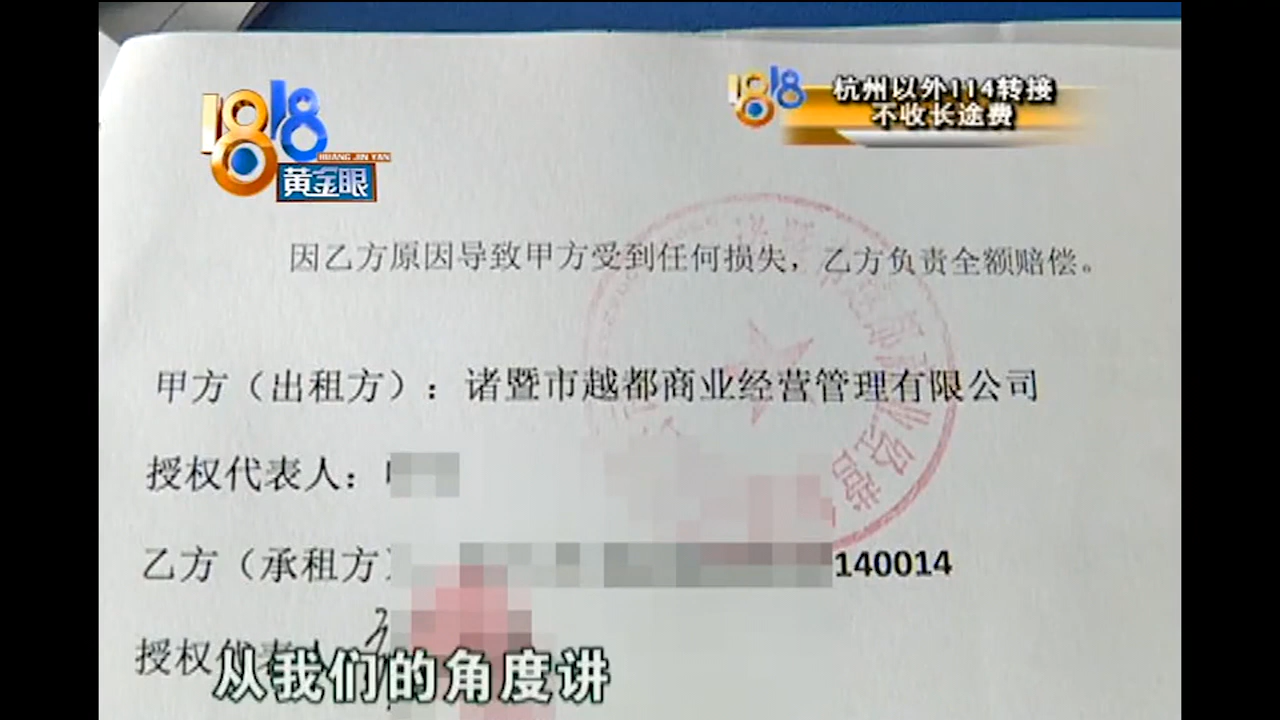 1818
HUANG JIN YAN
黄金眼
1818
杭州以外114转接
不收长途费
因乙方原因导致甲方受到任何损失，乙方负责全额赔偿。
甲方（出租方）：诸暨市越都商业经营管理有限公司
授权代表人：
乙方（承租方）
140014
授权代表人
从我们的角度讲